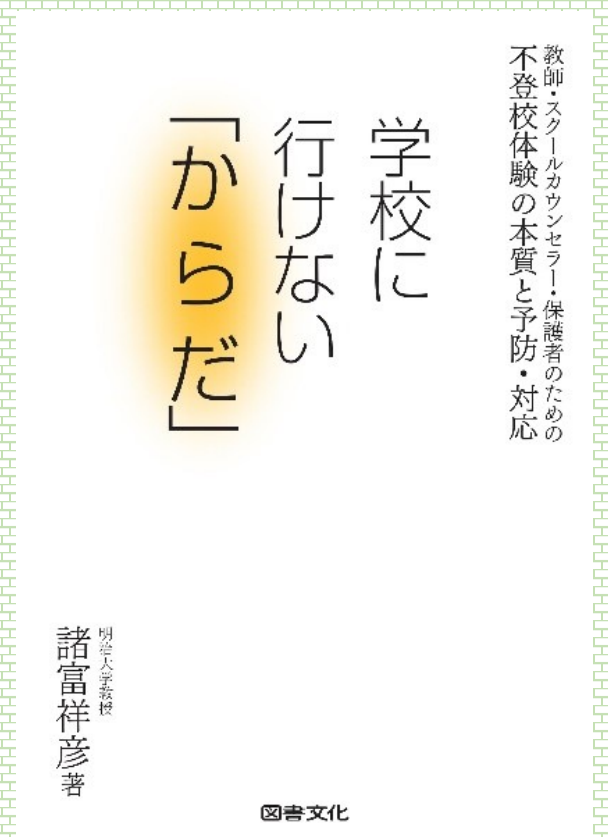 教師・スクールカウンセラー・保護者のための
不登校体験の本質と予防・対応
学校に
行けない
「からだ」
明治大学教授
諸富祥彦 著
図書文化